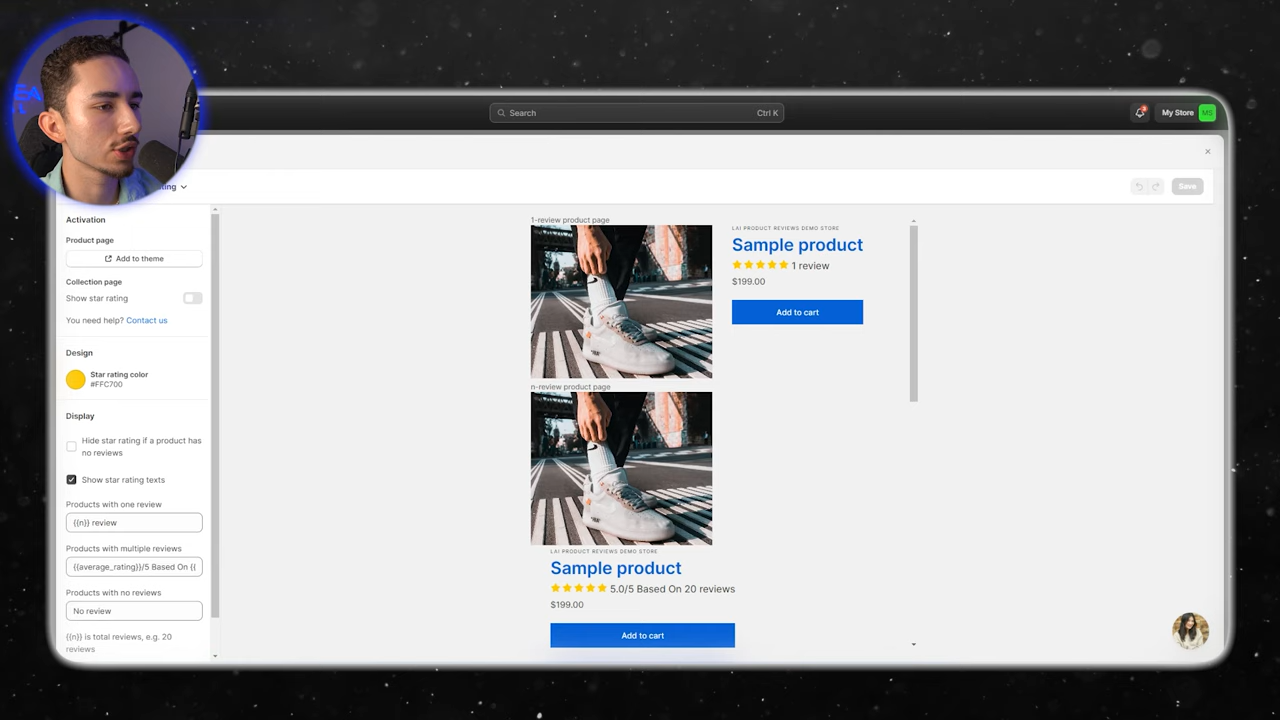 EA
Search
Ctrl K
My Store
MS
Save
Activation
Product page
Add to theme
Collection page
Show star rating
You need help? Contact us
Design
Star rating color
#FFC700
Display
Hide star rating if a product has
no reviews
Show star rating texts
Products with one review
{{n}} review
Products with multiple reviews
{{average_rating}}/5 Based On {{
Products with no reviews
No review
{{n}} is total reviews, e.g. 20
reviews
1-review product page
LAI PRODUCT REVIEWS DEMO STORE
Sample product
1 review
$199.00
Add to cart
n-review product page
LAI PRODUCT REVIEWS DEMO STORE
Sample product
5.0/5 Based On 20 reviews
$199.00
Add to cart